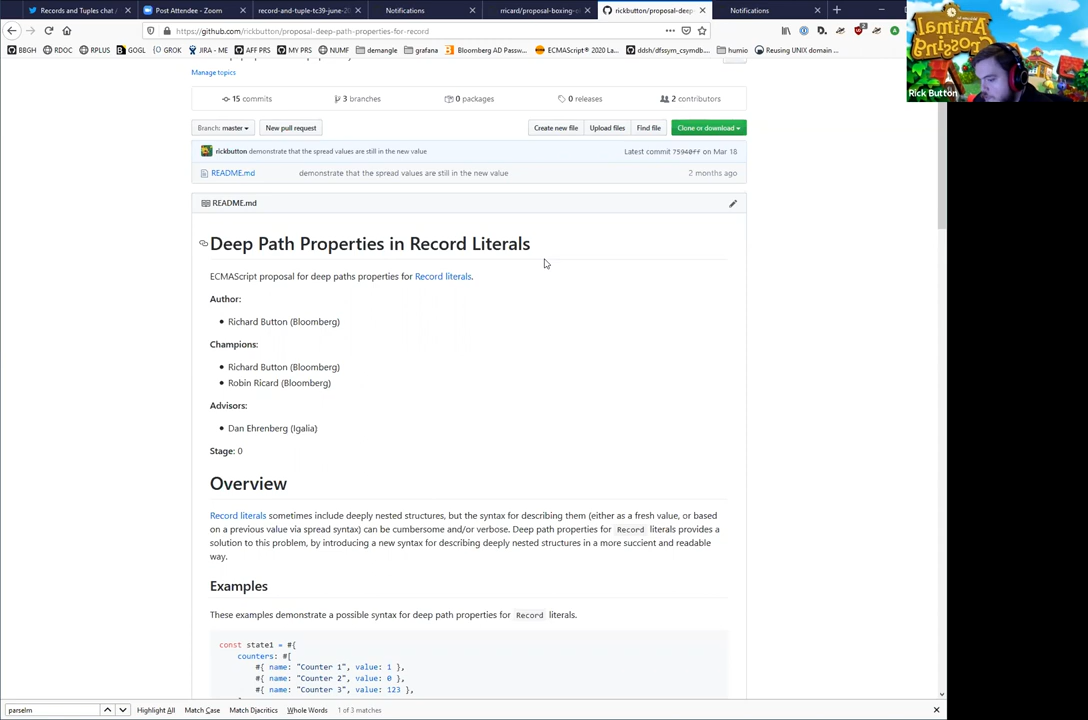 Records and Tuples chat /
Post Attendee - Zoom
record-and-tuple-tc39-june-2
Notifications
rricard/proposal-boxing-e
rickbutton/proposal-deep-
Notifications
https://github.com/rickbutton/proposal-deep-path-properties-for-record
BBGH
RDOC
RPLUS
GOGL
GROK
JIRA - ME
AFF PRS
MY PRS
NUMF
demangle
grafana
Bloomberg AD Passw...
ECMAScript® 2020 La...
ddsf/dsfsym_csymdb...
humio
Reusing UNIX domain ...
Animal
Crossing
Rick Button
Manage topics
15 commits
3 branches
0 packages
0 releases
2 contributors
Branch: master
New pull request
Create new file
Upload files
Find file
Clone or download
rickbutton demonstrate that the spread values are still in the new value
Latest commit 75940ff on Mar 18
README.md
demonstrate that the spread values are still in the new value
2 months ago
README.md
Deep Path Properties in Record Literals
ECMAScript proposal for deep paths properties for Record literals.
Author:
Richard Button (Bloomberg)
Champions:
Richard Button (Bloomberg)
Robin Ricard (Bloomberg)
Advisors:
Dan Ehrenberg (Igalia)
Stage: 0
Overview
Record literals sometimes include deeply nested structures, but the syntax for describing them (either as a fresh value, or based
on a previous value via spread syntax) can be cumbersome and/or verbose. Deep path properties for Record literals provides a
solution to this problem, by introducing a new syntax for describing deeply nested structures in a more succient and readable
way.
Examples
These examples demonstrate a possible syntax for deep path properties for Record literals.
const state1 = #{
counters: #[
#{ name: "Counter 1", value: 1 },
#{ name: "Counter 2", value: 0 },
#{ name: "Counter 3", value: 123 },
parselm
Highlight All
Match Case
Match Diacritics
Whole Words
1 of 3 matches